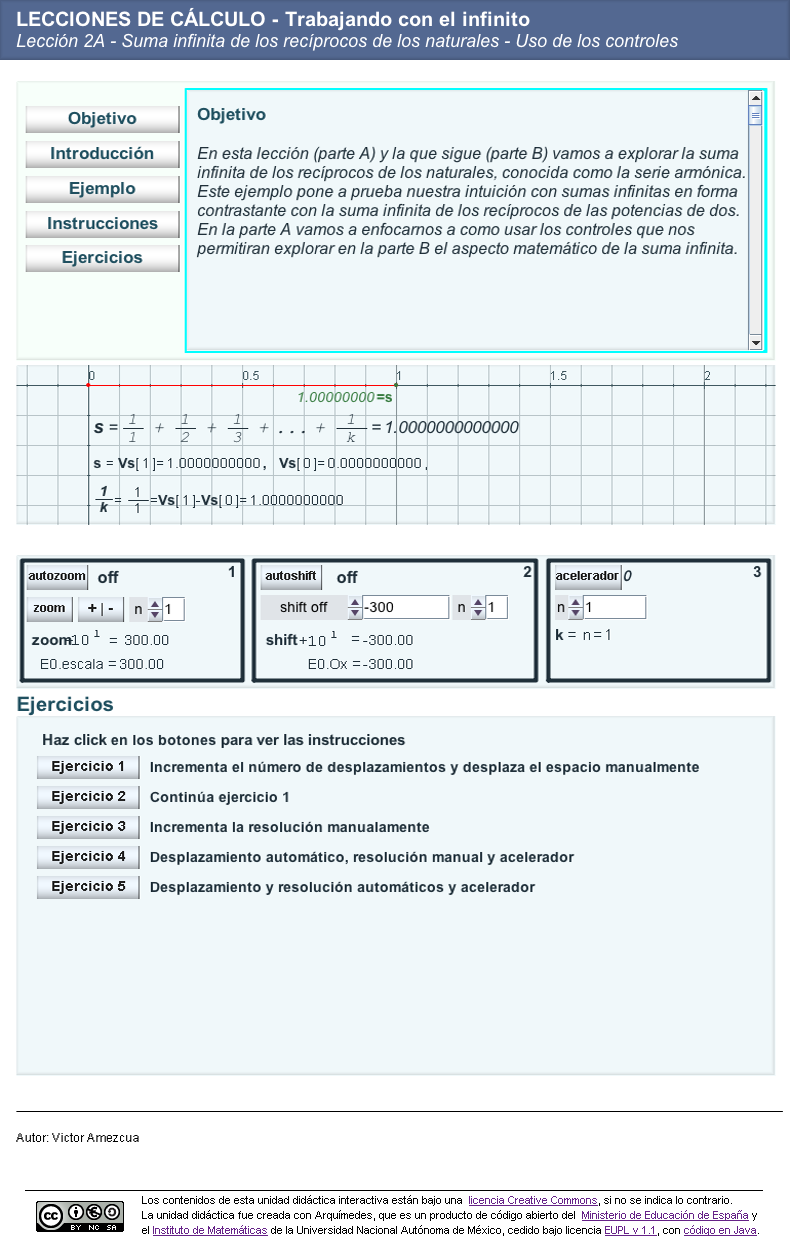 LECCIONES DE CÁLCULO - Trabajando con el infinito
Lección 2A - Suma infinita de los recíprocos de los naturales - Uso de los controles
Objetivo
Introducción
Ejemplo
Instrucciones
Ejercicios
Objetivo
En esta lección (parte A) y la que sigue (parte B) vamos a explorar la suma
infinita de los recíprocos de los naturales, conocida como la serie armónica.
Este ejemplo pone a prueba nuestra intuición con sumas infinitas en forma
contrastante con la suma infinita de los recíprocos de las potencias de dos.
En la parte A vamos a enfocarnos a como usar los controles que nos
permitiran explorar en la parte B el aspecto matemático de la suma infinita.
0 0.5 1 1.5 2
1.00000000=s
s = 1/1 + 1/2 + 1/3 + . . . + 1/k = 1.0000000000000
s = Vs[ 1 ]= 1.0000000000 , Vs[ 0 ]= 0.0000000000 ,
1/k = 1/1 =Vs[ 1 ]-Vs[ 0 ]= 1.0000000000
autozoom off 1
zoom + | - n 1
zoom 10 1 = 300.00
E0.escala = 300.00
autoshift off 2
shift off -300 n 1
shift+10 1 = -300.00
E0.Ox = -300.00
acelerador 0 3
n 1
k = n = 1
Ejercicios
Haz click en los botones para ver las instrucciones
Ejercicio 1 Incrementa el número de desplazamientos y desplaza el espacio manualmente
Ejercicio 2 Continúa ejercicio 1
Ejercicio 3 Incrementa la resolución manualamente
Ejercicio 4 Desplazamiento automático, resolución manual y acelerador
Ejercicio 5 Desplazamiento y resolución automáticos y acelerador
Autor: Victor Amezcua
cc BY NC SA
Los contenidos de esta unidad didáctica interactiva están bajo una licencia Creative Commons, si no se indica lo contrario.
La unidad didáctica fue creada con Arquímedes, que es un producto de código abierto del Ministerio de Educación de España y
el Instituto de Matemáticas de la Universidad Nacional Autónoma de México, cedido bajo licencia EUPL v 1.1, con código en Java.